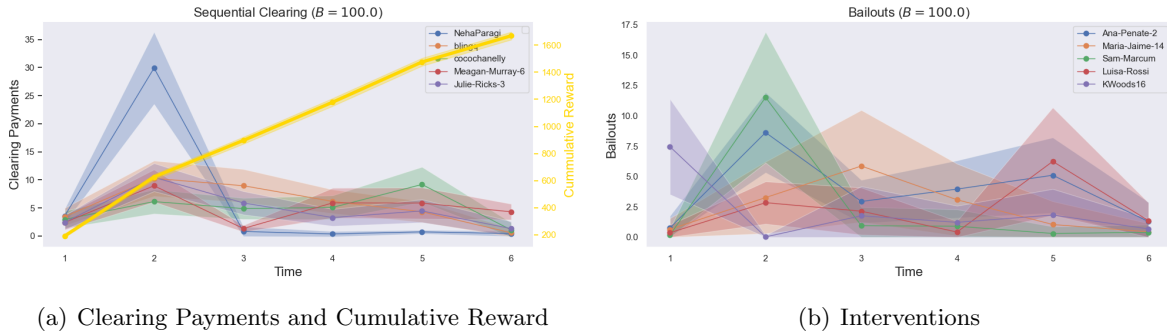 Sequential Clearing (B = 100.0)
Clearing Payments
35
30
25
20
15
10
5
0
1 2 3 4 5 6
Time
NehaParagi
blingq
cocochanelly
Meagan-Murray-6
Julie-Ricks-3
1600
1400
1200
1000
800
600
400
200
Cummulative Reward
(a) Clearing Payments and Cumulative Reward
Bailouts (B = 100.0)
Bailouts
17.5
15.0
12.5
10.0
7.5
5.0
2.5
0.0
1 2 3 4 5 6
Time
Ana-Penate-2
Maria-Jaime-14
Sam-Marcum
Luisa-Rossi
KWoods16
(b) Interventions